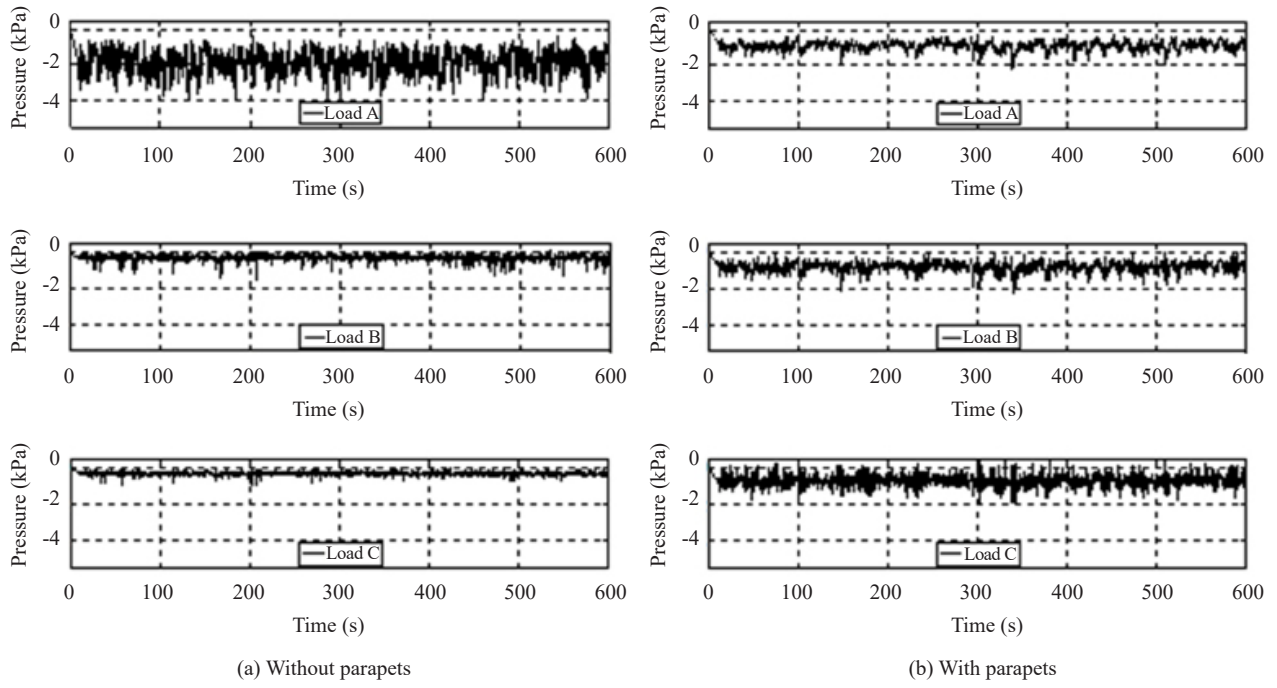 Pressure (kPa)
0
-2
-4
Load A
0 100 200 300 400 500 600
Time (s)
Pressure (kPa)
0
-2
-4
Load B
0 100 200 300 400 500 600
Time (s)
Pressure (kPa)
0
-2
-4
Load C
0 100 200 300 400 500 600
Time (s)
(a) Without parapets
Pressure (kPa)
0
-2
-4
Load A
0 100 200 300 400 500 600
Time (s)
Pressure (kPa)
0
-2
-4
Load B
0 100 200 300 400 500 600
Time (s)
Pressure (kPa)
0
-2
-4
Load C
0 100 200 300 400 500 600
Time (s)
(b) With parapets